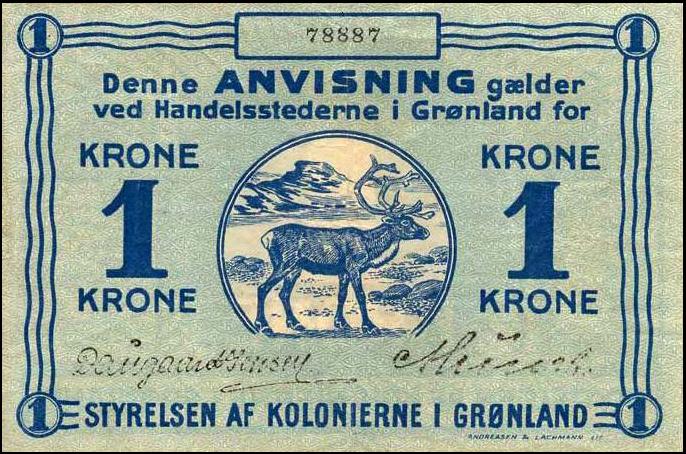 1 78887 1
Denne ANVISNING gælder
ved Handelsstederne i Grønland for
KRONE KRONE
1 1
KRONE KRONE
Daugaard-Jensen
1 STYRELSEN AF KOLONIERNE I GRØNLAND 1
ANDREASEN & LACHMANN